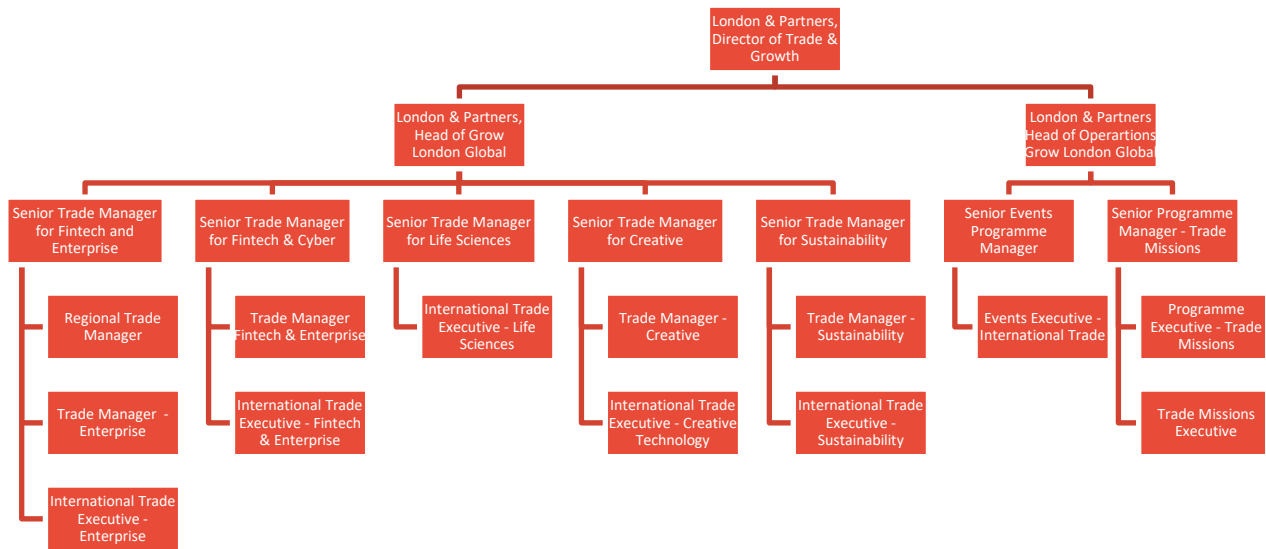 London & Partners,
Director of Trade &
Growth
London & Partners,
Head of Grow
London Global
London & Partners
Head of Operartions
Grow London Global
Senior Trade Manager
for Fintech and
Enterprise
Senior Trade Manager
for Fintech & Cyber
Senior Trade Manager
for Life Sciences
Senior Trade Manager
for Creative
Senior Trade Manager
for Sustainability
Senior Events
Programme
Manager
Senior Programme
Manager - Trade
Missions
Regional Trade
Manager
Trade Manager
Fintech & Enterprise
International Trade
Executive - Life
Sciences
Trade Manager -
Creative
Trade Manager -
Sustainability
Events Executive -
International Trade
Programme
Executive - Trade
Missions
Trade Manager -
Enterprise
International Trade
Executive - Fintech
& Enterprise
International Trade
Executive - Creative
Technology
International Trade
Executive -
Sustainability
Trade Missions
Executive
International Trade
Executive -
Enterprise